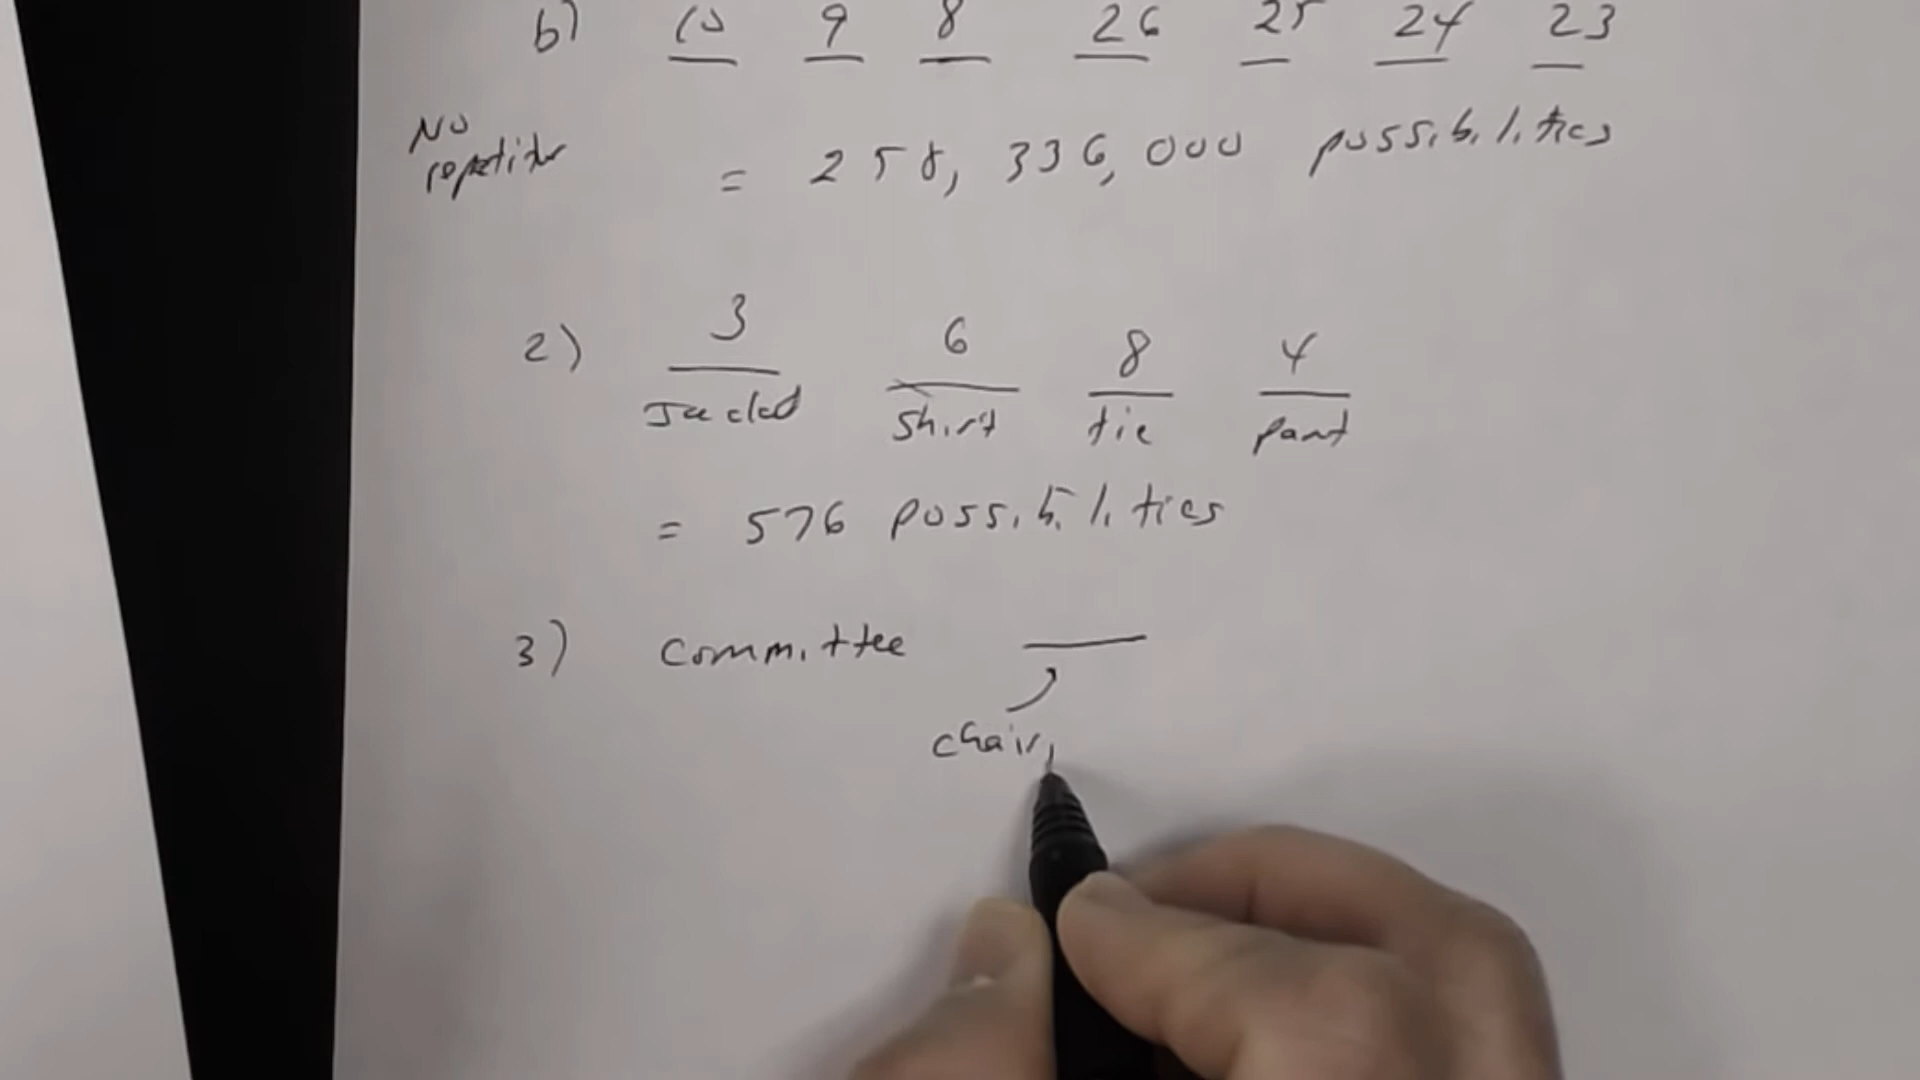 b) 10 9 8 26 25 24 23
No
repetition
= 258, 336, 000 possibilities
2) 3 6 8 4
Jacket shirt tie pant
= 576 possibilities
3) Committee
chair